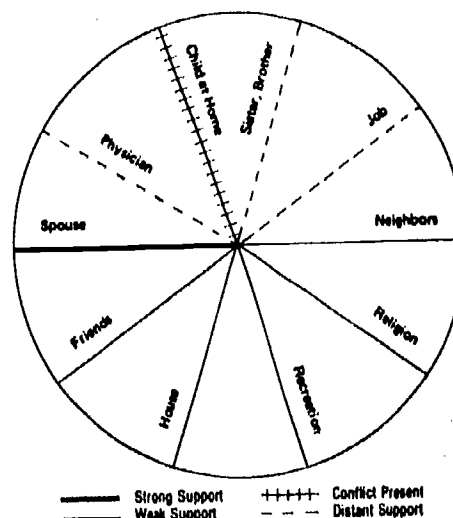 Child at Home
Sister, Brother
Physician
Job
Spouse
Neighbors
Friends
Religion
House
Recreation
Strong Support
Conflict Present
Weak Support
Distant Support